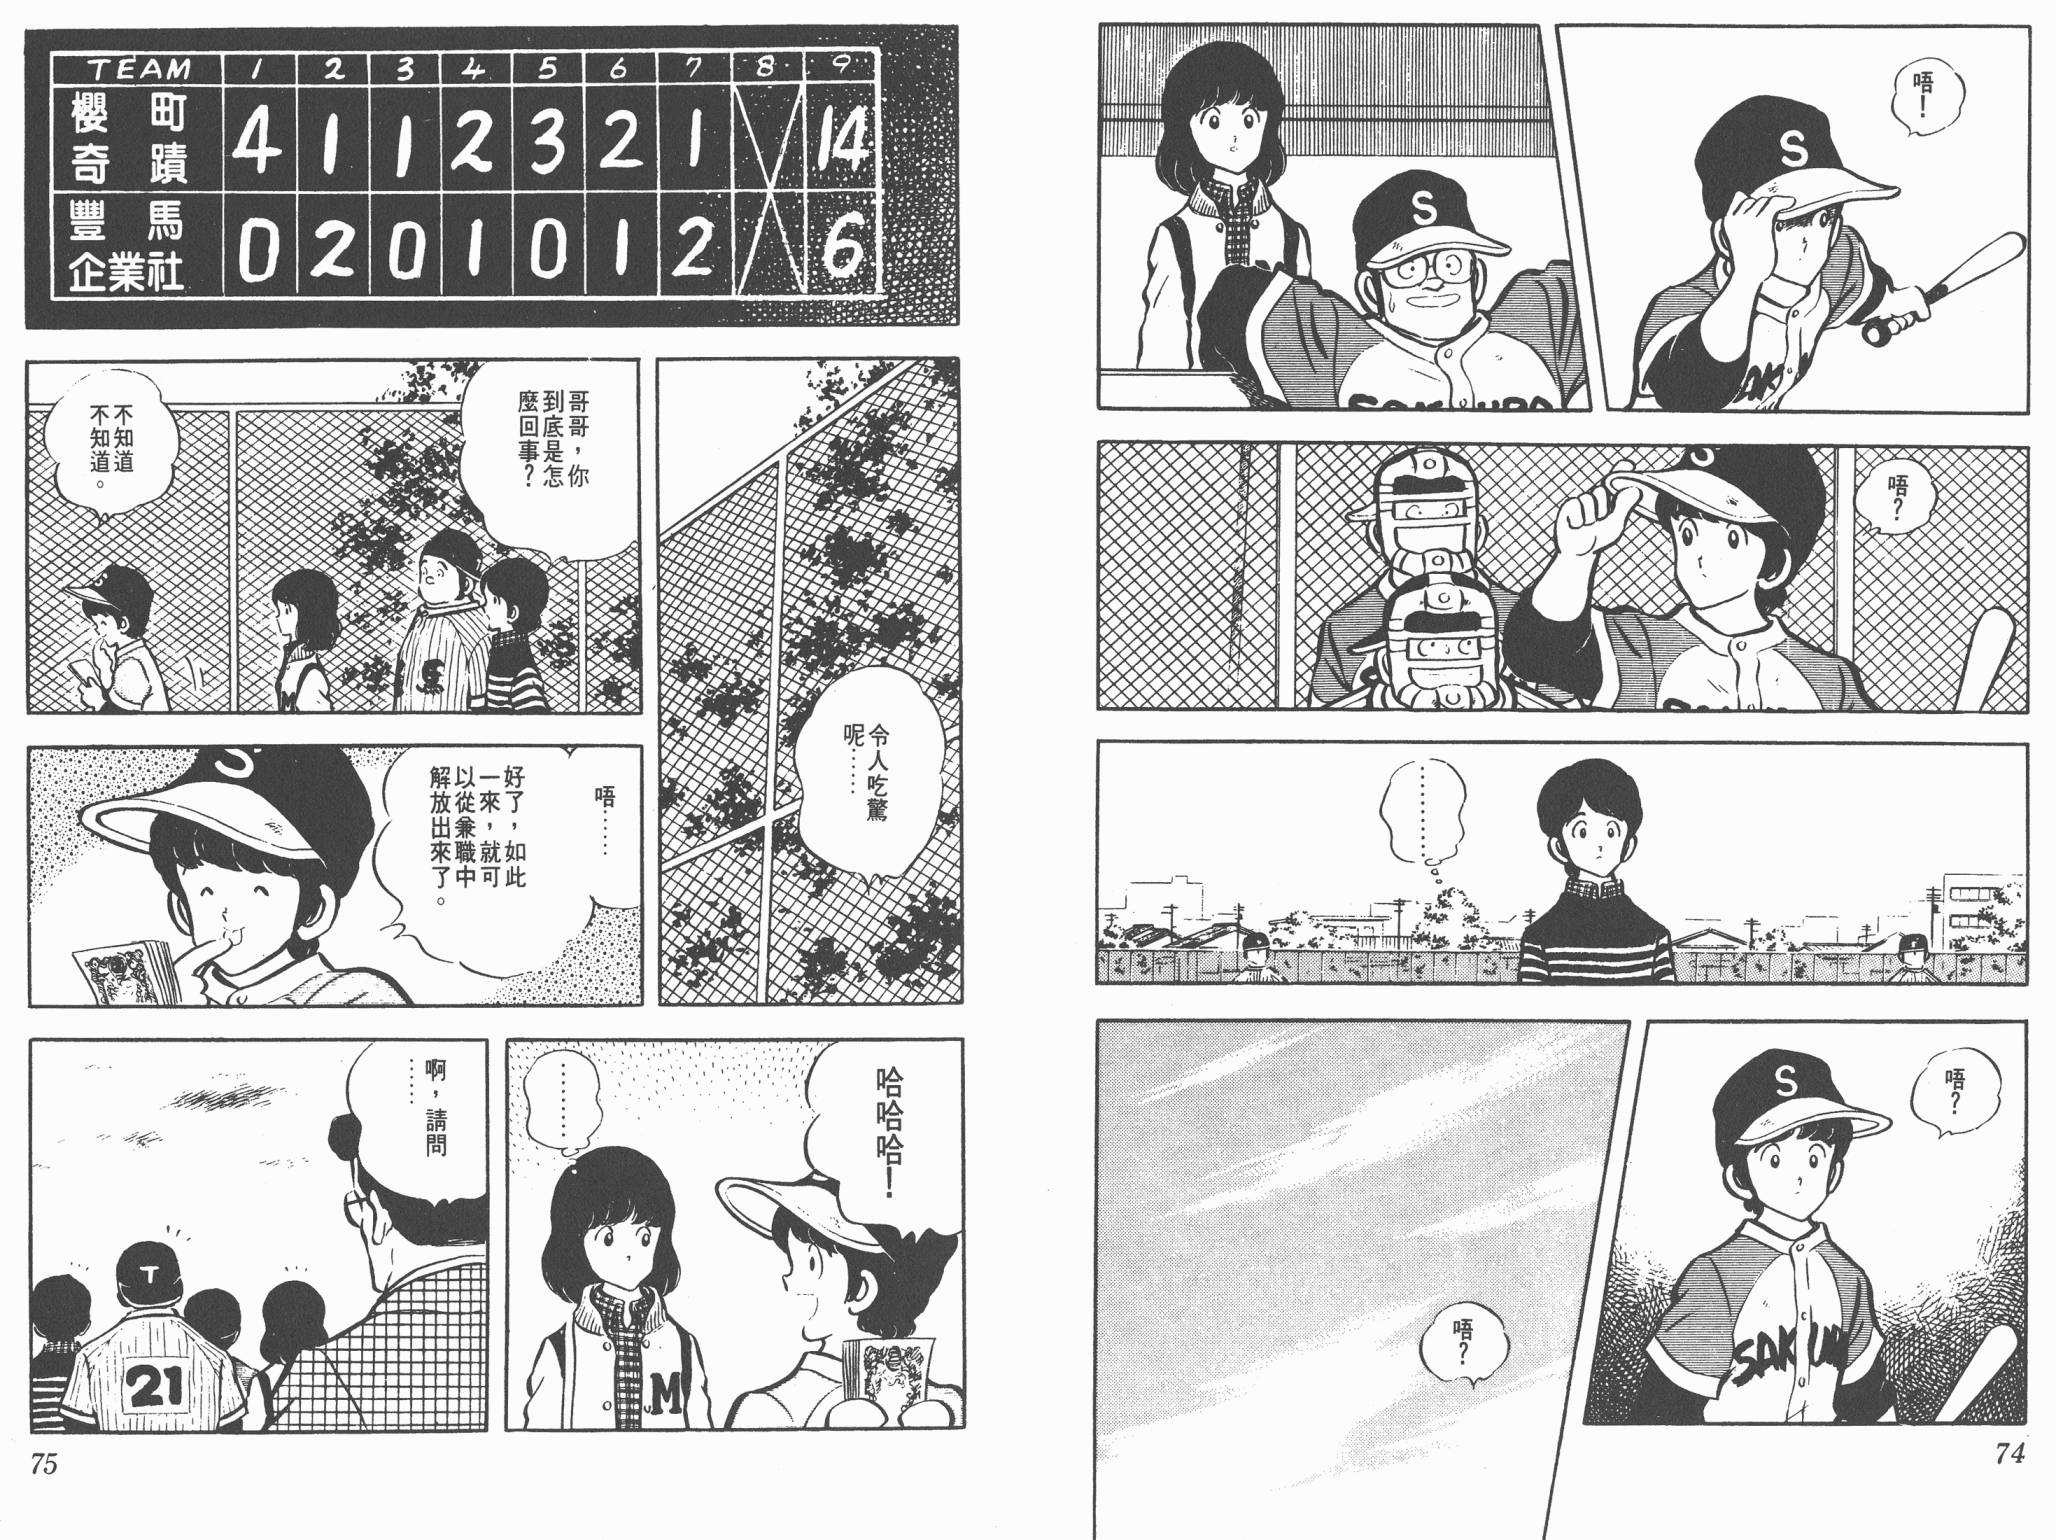 唔！
S
S
SAKURA
唔？
S
⋯⋯⋯
唔？
S
SAKURA
唔？
74
TEAM 1 2 3 4 5 6 7 8 9
櫻町奇蹟 4 1 1 2 3 2 1 14
豐馬企業社 0 2 0 1 0 1 2 6
令人吃驚
呢⋯⋯
哥哥，你
到底是怎
麼回事？
不知道
不知道。
M
唔⋯⋯
好了，如此
一來，就可
以從兼職中
解放出來了。
S
哈哈哈！
⋯⋯⋯
M
啊，請問
⋯⋯
T
21
75